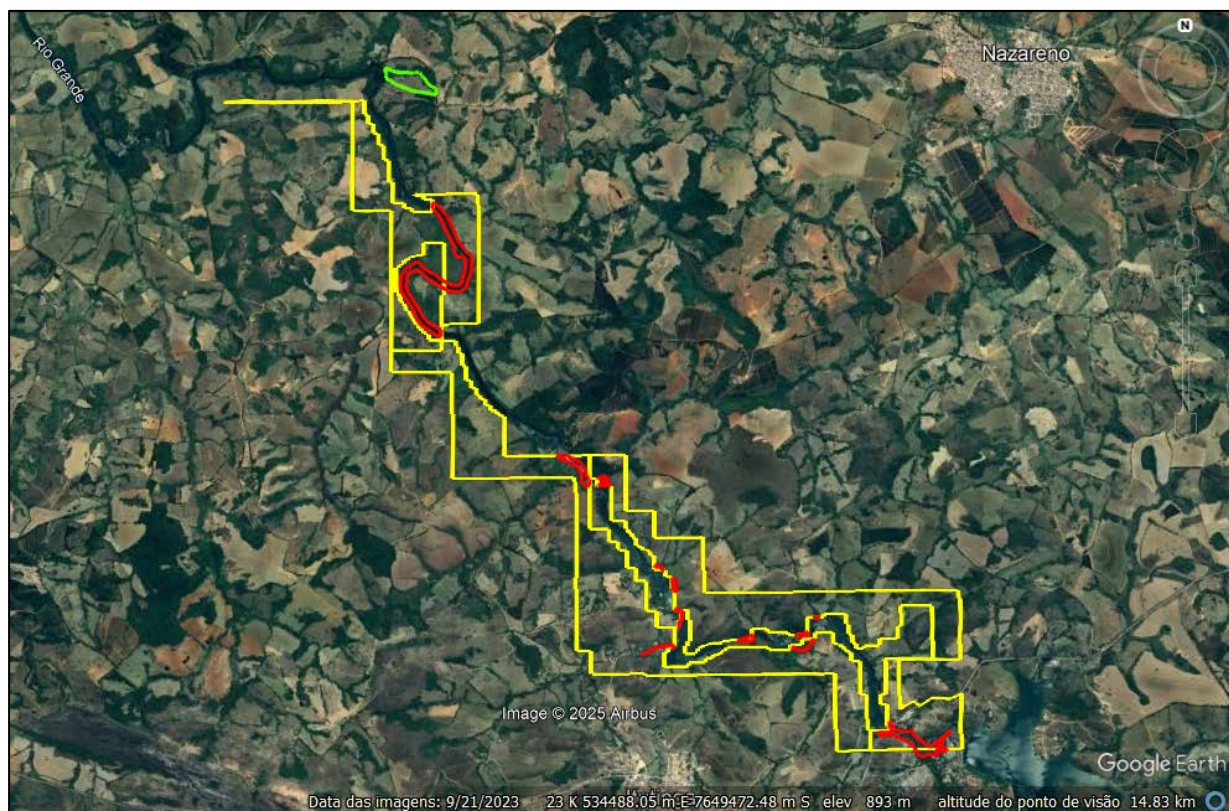 Nazareno
N
Rio Grande
Image © 2025 Airbus
Google Earth
Data das imagens: 9/21/2023 23 K 534488.05 m E 7649472.48 m S elev 893 m altitude do ponto de visão 14.83 km